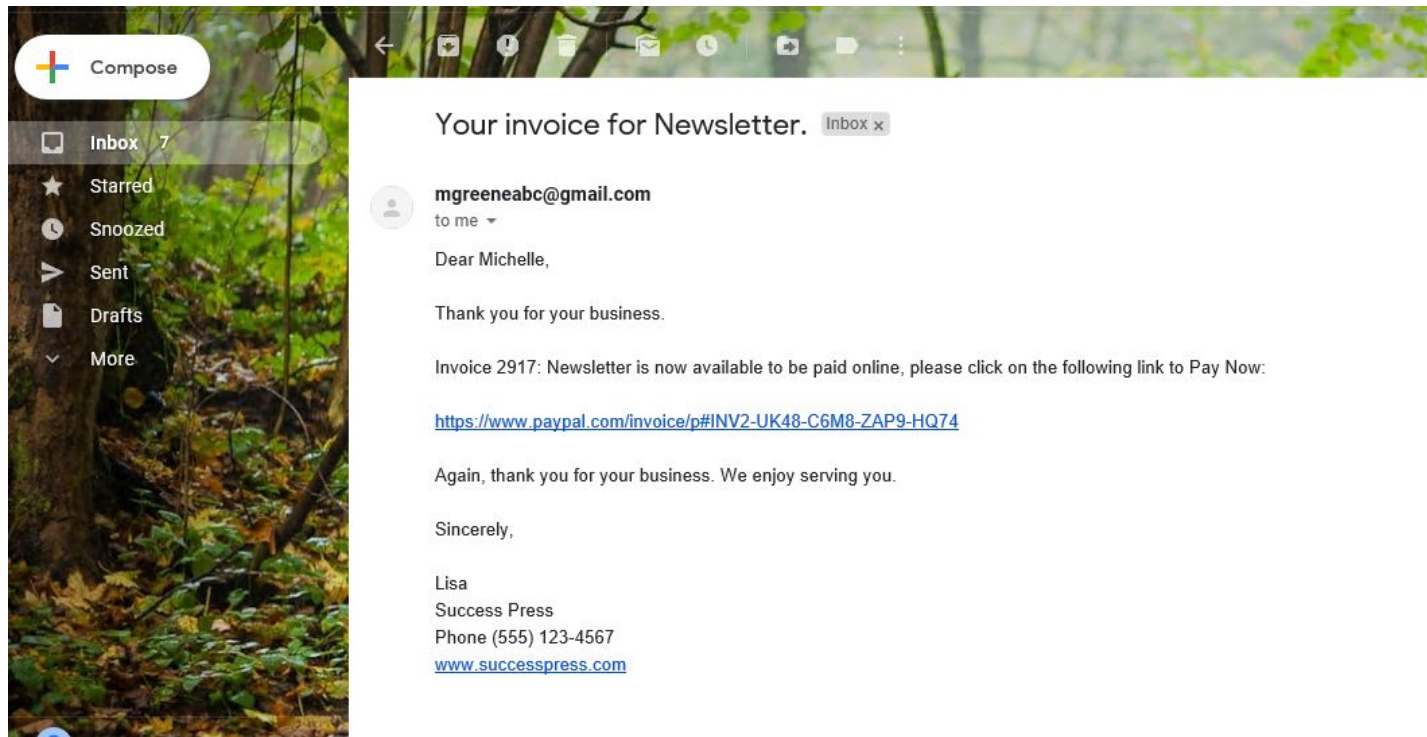 Compose
Inbox 7
Starred
Snoozed
Sent
Drafts
More
Your invoice for Newsletter. Inbox x
mgreeneabc@gmail.com
to me
Dear Michelle,
Thank you for your business.
Invoice 2917: Newsletter is now available to be paid online, please click on the following link to Pay Now:
https://www.paypal.com/invoice/p#INV2-UK48-C6M8-ZAP9-HQ74
Again, thank you for your business. We enjoy serving you.
Sincerely,
Lisa
Success Press
Phone (555) 123-4567
www.successpress.com